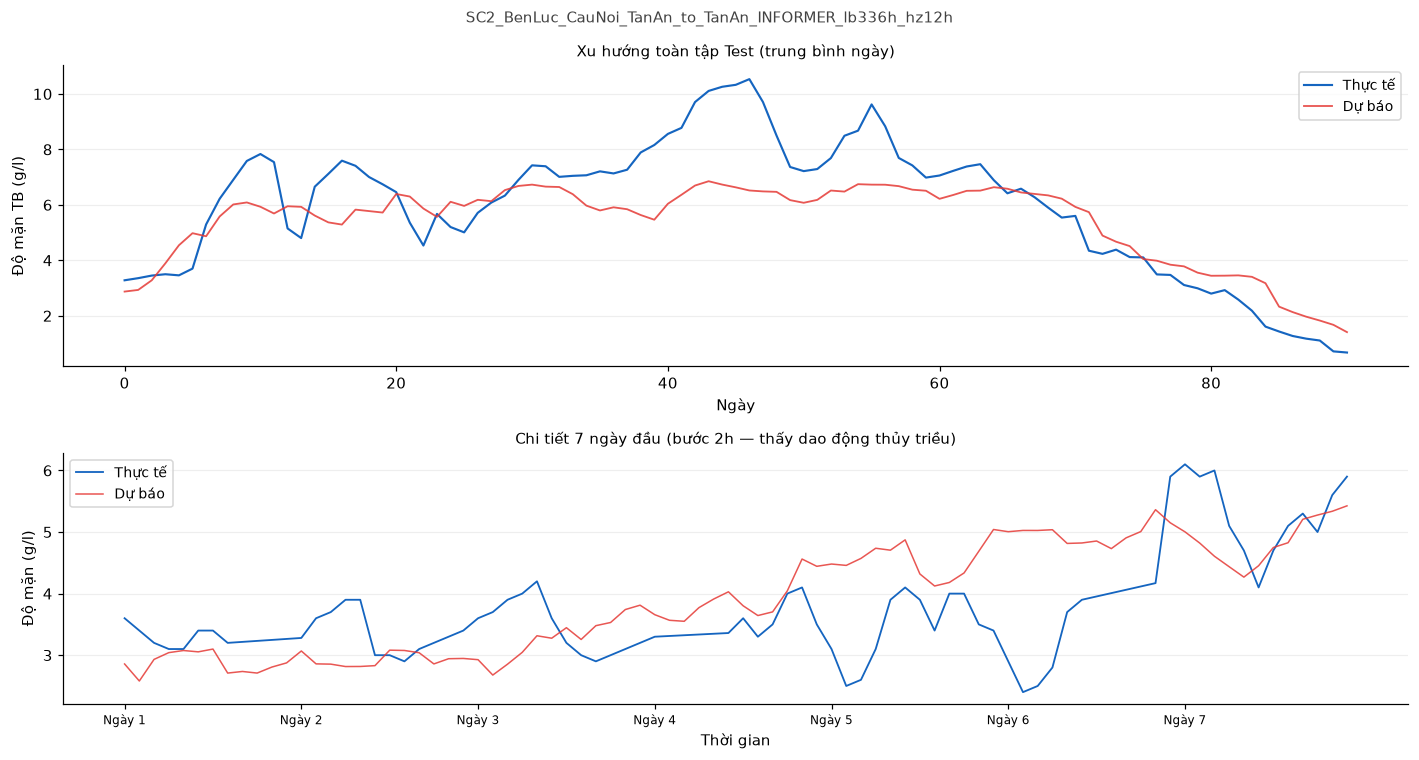 SC2_BenLuc_CauNoi_TanAn_to_TanAn_INFORMER_lb336h_hz12h
Xu hướng toàn tập Test (trung bình ngày)
Độ mặn TB (g/l)
10
8
6
4
2
Thực tế
Dự báo
0 20 40 60 80
Ngày
Chi tiết 7 ngày đầu (bước 2h — thấy dao động thủy triều)
Độ mặn (g/l)
6
5
4
3
Thực tế
Dự báo
Ngày 1 Ngày 2 Ngày 3 Ngày 4 Ngày 5 Ngày 6 Ngày 7
Thời gian